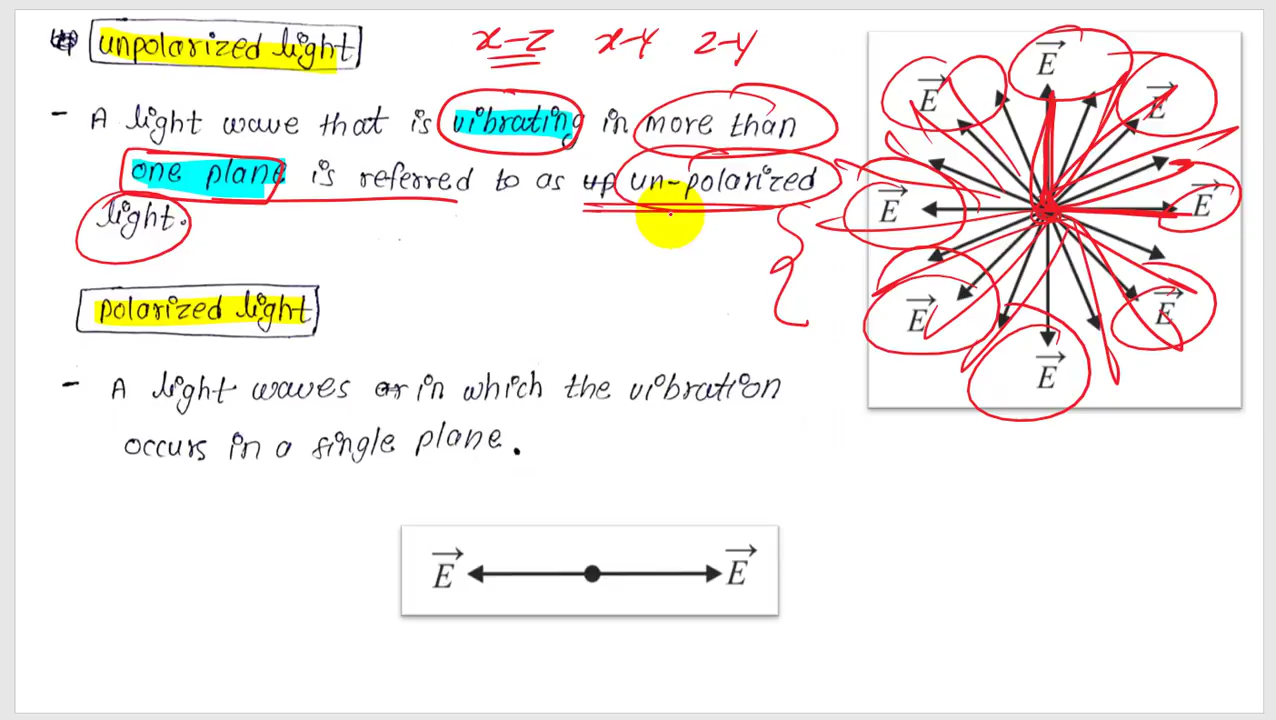 unpolarized light
x-z x-y z-y
- A light wave that is vibrating in more than
one plane is referred to as up un-polarized
light.
polarized light
- A light waves or in which the vibration
occurs in a single plane.
E E E
E E
E E
E
E E